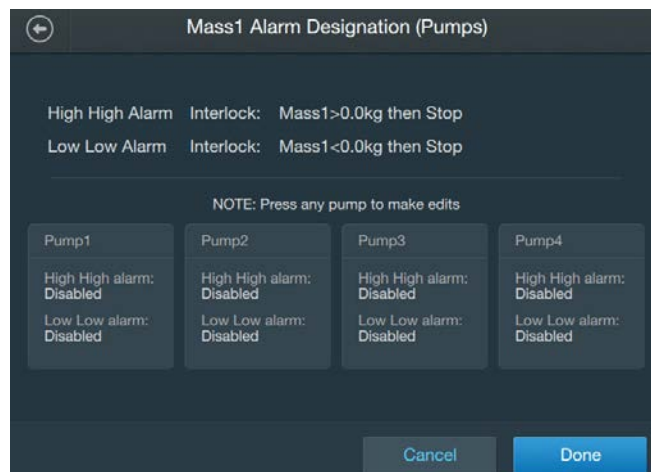 Mass1 Alarm Designation (Pumps)
High High Alarm Interlock: Mass1>0.0kg then Stop
Low Low Alarm Interlock: Mass1<0.0kg then Stop
NOTE: Press any pump to make edits
Pump1
High High alarm:
Disabled
Low Low alarm:
Disabled
Pump2
High High alarm:
Disabled
Low Low alarm:
Disabled
Pump3
High High alarm:
Disabled
Low Low alarm:
Disabled
Pump4
High High alarm:
Disabled
Low Low alarm:
Disabled
Cancel
Done